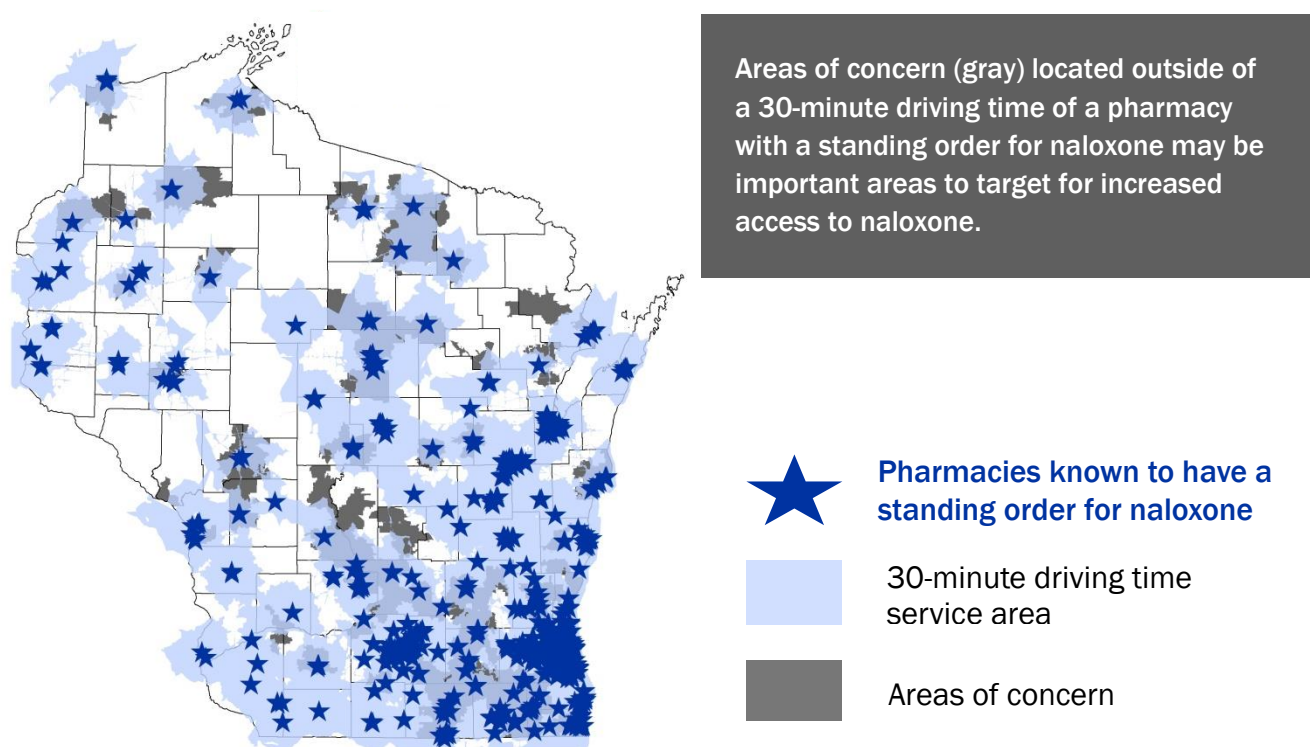 Areas of concern (gray) located outside of
a 30-minute driving time of a pharmacy
with a standing order for naloxone may be
important areas to target for increased
access to naloxone.
Pharmacies known to have a
standing order for naloxone
30-minute driving time
service area
Areas of concern